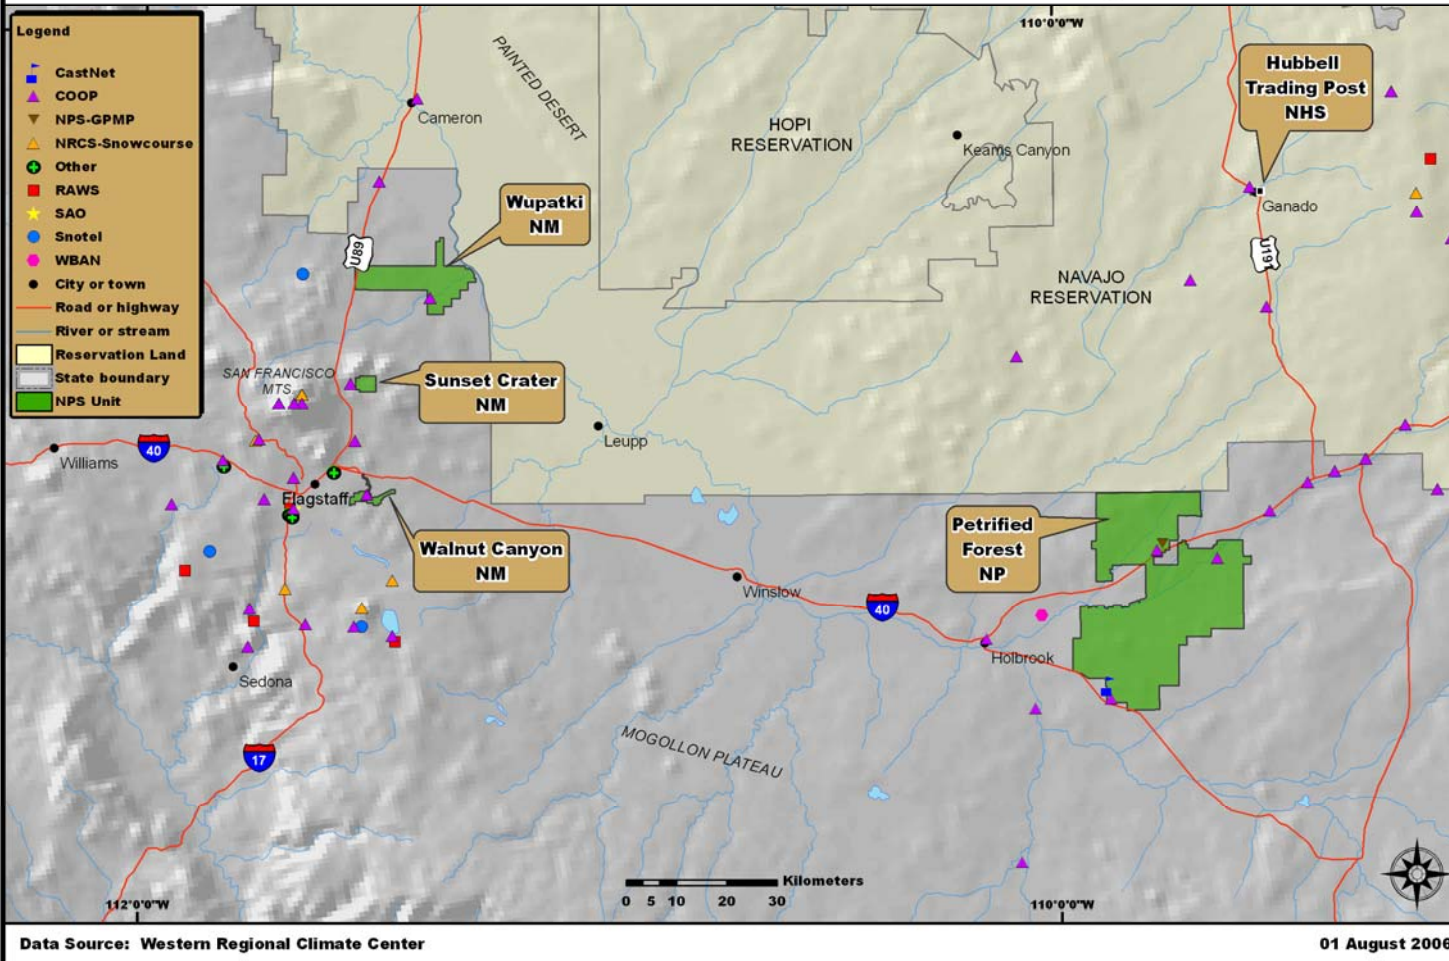 Legend
CastNet
COOP
NPS-GPMP
NRCS-Snowcourse
Other
RAWS
SAO
Snotel
WBAN
City or town
Road or highway
River or stream
Reservation Land
State boundary
NPS Unit
110°0'0"W
PAINTED DESERT
Cameron
HOPI
RESERVATION
Keams Canyon
Hubbell
Trading Post
NHS
Ganado
Wupatki
NM
U89
U191
NAVAJO
RESERVATION
SAN FRANCISCO
MTS.
Sunset Crater
NM
Leupp
Williams
40
Flagstaff
Walnut Canyon
NM
Petrified
Forest
NP
Winslow
40
Holbrook
Sedona
17
MOGOLLON PLATEAU
Kilometers
0 5 10 20 30
112°0'0"W
110°0'0"W
Data Source: Western Regional Climate Center
01 August 2006